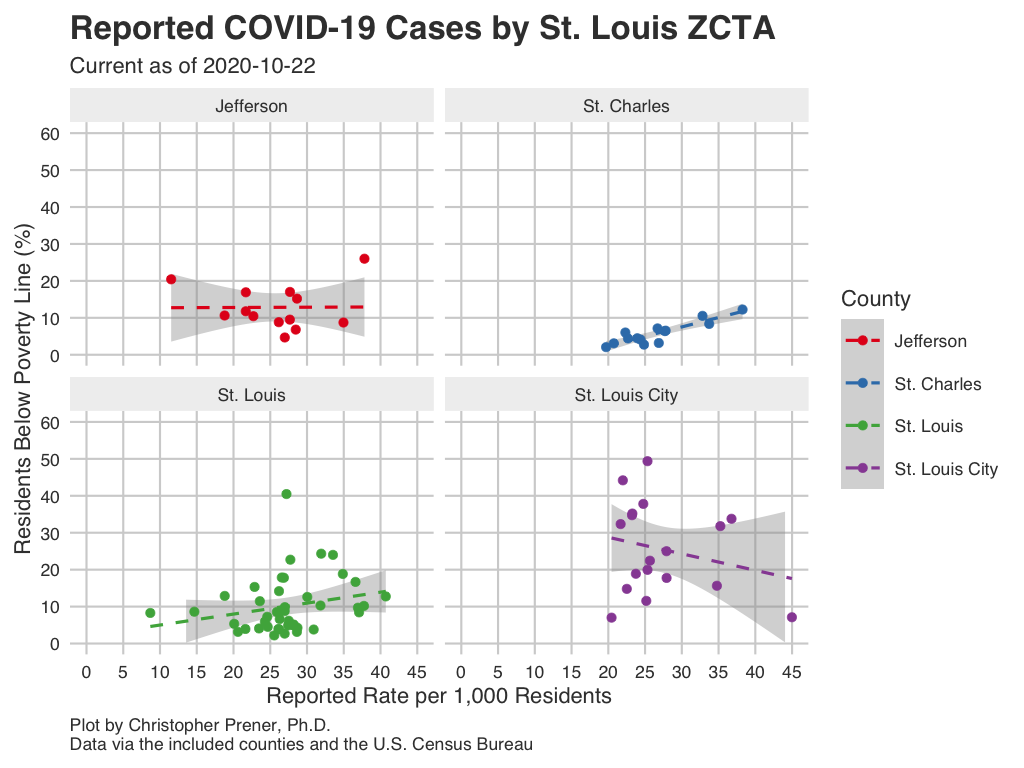 Reported COVID-19 Cases by St. Louis ZCTA
Current as of 2020-10-22
Jefferson
St. Charles
60
50
40
30
20
10
0
St. Louis
St. Louis City
60
50
40
30
20
10
0
0 5 10 15 20 25 30 35 40 45 0 5 10 15 20 25 30 35 40 45
Residents Below Poverty Line (%)
Reported Rate per 1,000 Residents
County
Jefferson
St. Charles
St. Louis
St. Louis City
Plot by Christopher Prener, Ph.D.
Data via the included counties and the U.S. Census Bureau